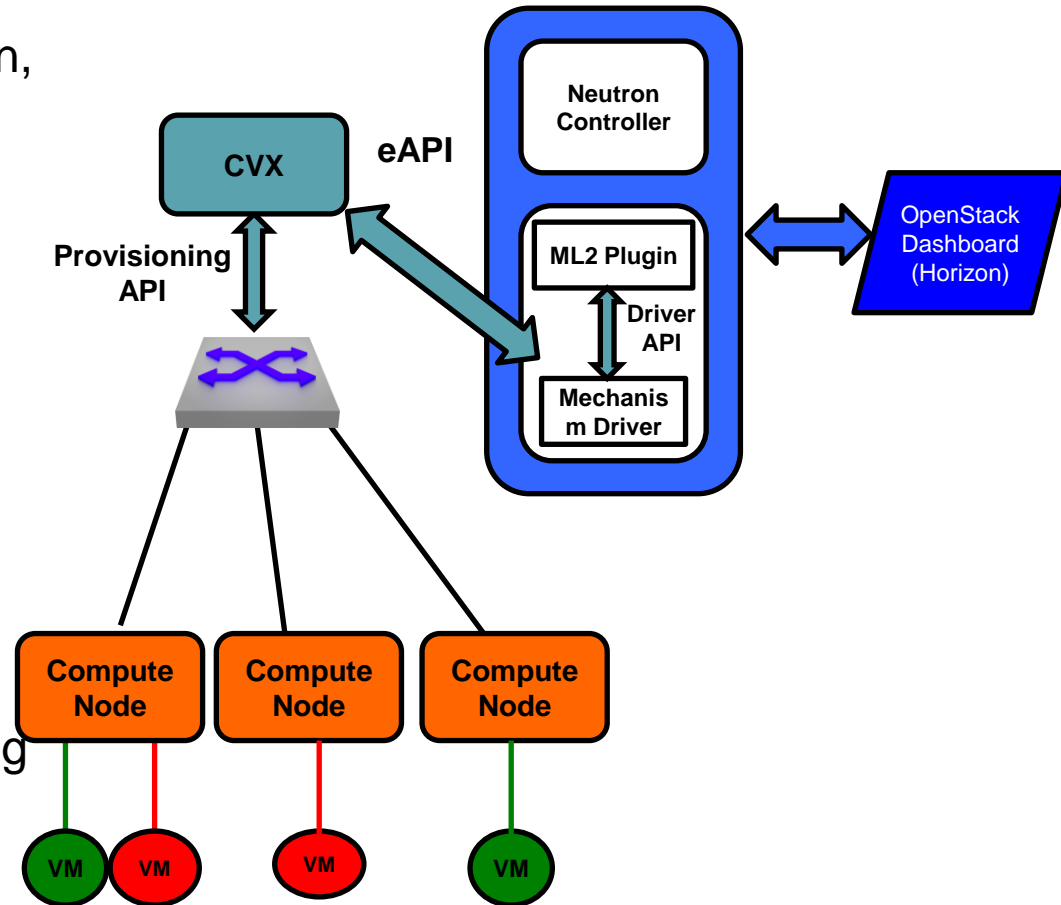 n,
Neutron
Controller
CVX
eAPI
OpenStack
Dashboard
(Horizon)
Provisioning
API
ML2 Plugin
Driver
API
Mechanis
m Driver
Compute
Node
Compute
Node
Compute
Node
g
VM
VM
VM
VM